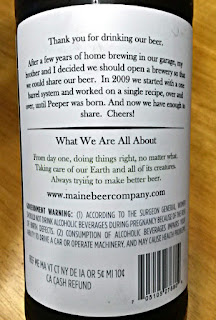 Thank you for drinking our beer.
After a few years of home brewing in our garage, my
brother and I decided we should open a brewery so that
we could share our beer. In 2009 we started with a one
barrel system and worked on a single recipe, over and
over, until Peeper was born. And now we have enough to
share. Cheers!
What We Are All About
From day one, doing things right, no matter what.
Taking care of our Earth and all of its creatures.
Always trying to make better beer.
www.mainebeercompany.com
GOVERNMENT WARNING: (1) ACCORDING TO THE SURGEON GENERAL, WOMEN
SHOULD NOT DRINK ALCOHOLIC BEVERAGES DURING PREGNANCY BECAUSE OF THE RISK
OF BIRTH DEFECTS. (2) CONSUMPTION OF ALCOHOLIC BEVERAGES IMPAIRS YOUR
ABILITY TO DRIVE A CAR OR OPERATE MACHINERY, AND MAY CAUSE HEALTH PROBLEMS.
REF ME MA VT CT NY DE IA OR 5¢ MI 10¢
CA CASH REFUND